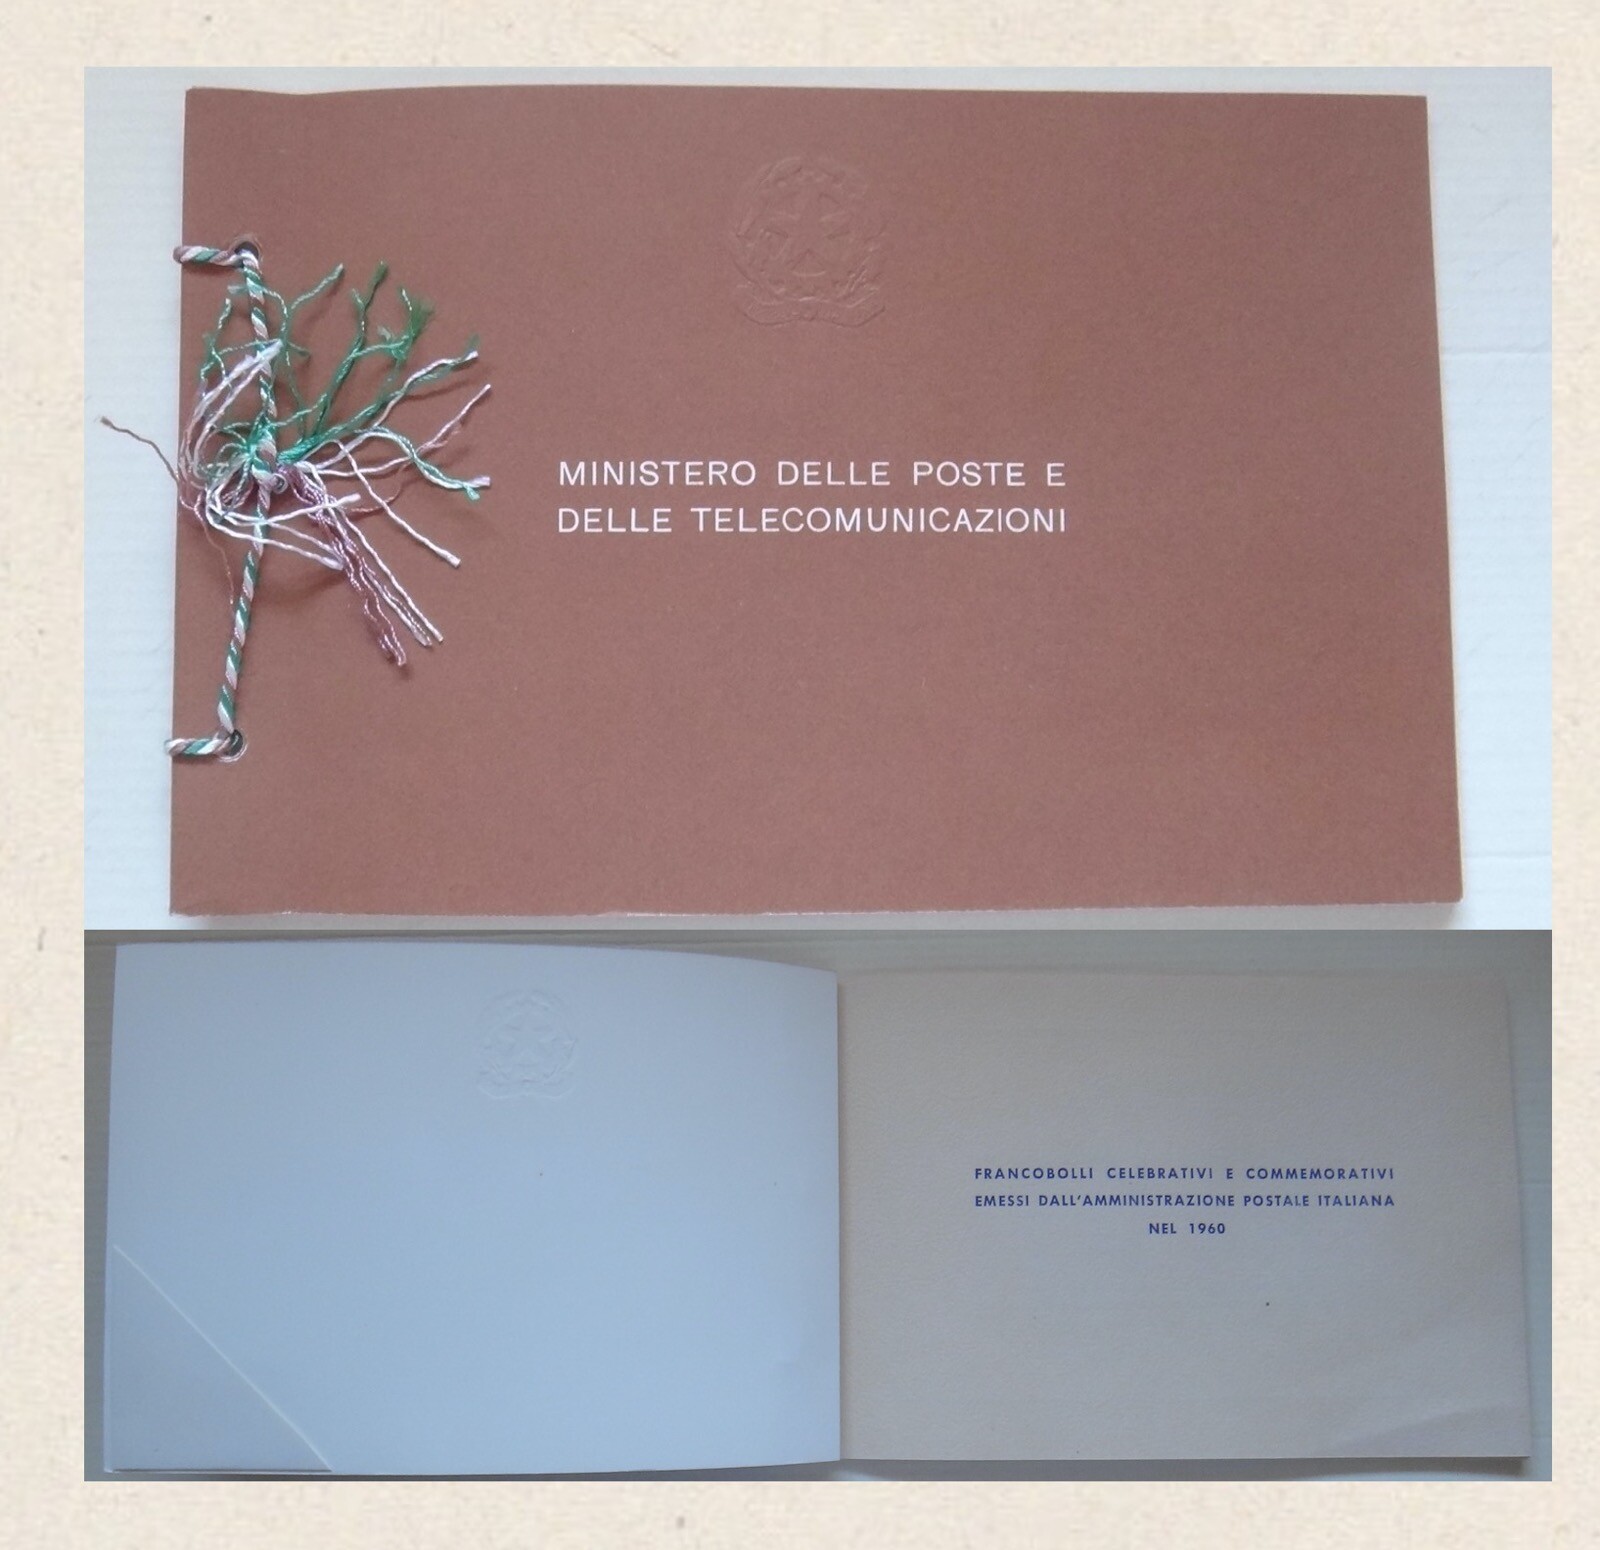 MINISTERO DELLE POSTE E
DELLE TELECOMUNICAZIONI
FRANCOBOLLI CELEBRATIVI E COMMEMORATIVI
EMESSI DALL'AMMINISTRAZIONE POSTALE ITALIANA
NEL 1960